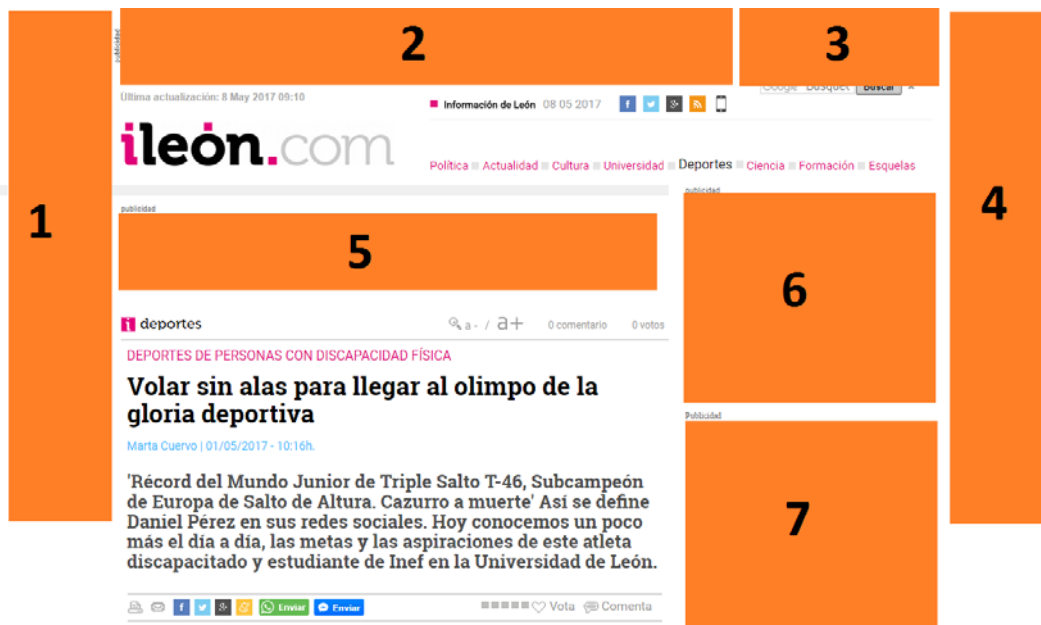 1
2
3
4
publicidad
Última actualización: 8 May 2017 09:10
Información de León 08 05 2017
Google Búsquet Buscar ×
ileón.com
Política Actualidad Cultura Universidad Deportes Ciencia Formación Esquelas
publicidad
publicidad
5
6
i deportes
a - / a+ 0 comentario 0 votos
DEPORTES DE PERSONAS CON DISCAPACIDAD FÍSICA
Volar sin alas para llegar al olimpo de la
gloria deportiva
Marta Cuervo | 01/05/2017 - 10:16h.
Publicidad
7
'Récord del Mundo Junior de Triple Salto T-46, Subcampeón
de Europa de Salto de Altura. Cazurro a muerte' Así se define
Daniel Pérez en sus redes sociales. Hoy conocemos un poco
más el día a día, las metas y las aspiraciones de este atleta
discapacitado y estudiante de Inef en la Universidad de León.
Enviar Enviar Vota Comenta